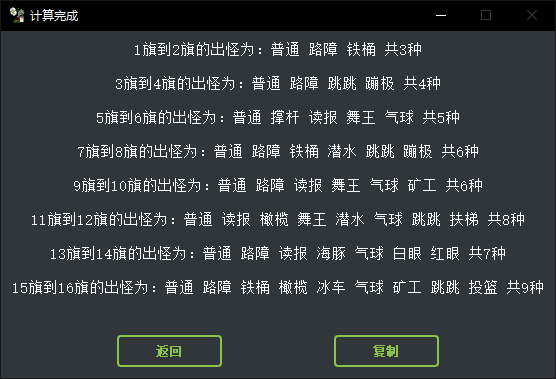 计算完成
1旗到2旗的出怪为：普通 路障 铁桶 共3种
3旗到4旗的出怪为：普通 路障 跳跳 蹦极 共4种
5旗到6旗的出怪为：普通 撑杆 读报 舞王 气球 共5种
7旗到8旗的出怪为：普通 路障 铁桶 潜水 跳跳 蹦极 共6种
9旗到10旗的出怪为：普通 路障 读报 舞王 气球 矿工 共6种
11旗到12旗的出怪为：普通 读报 橄榄 舞王 潜水 气球 跳跳 扶梯 共8种
13旗到14旗的出怪为：普通 路障 读报 海豚 气球 白眼 红眼 共7种
15旗到16旗的出怪为：普通 路障 铁桶 橄榄 冰车 气球 矿工 跳跳 投篮 共9种
返回 复制